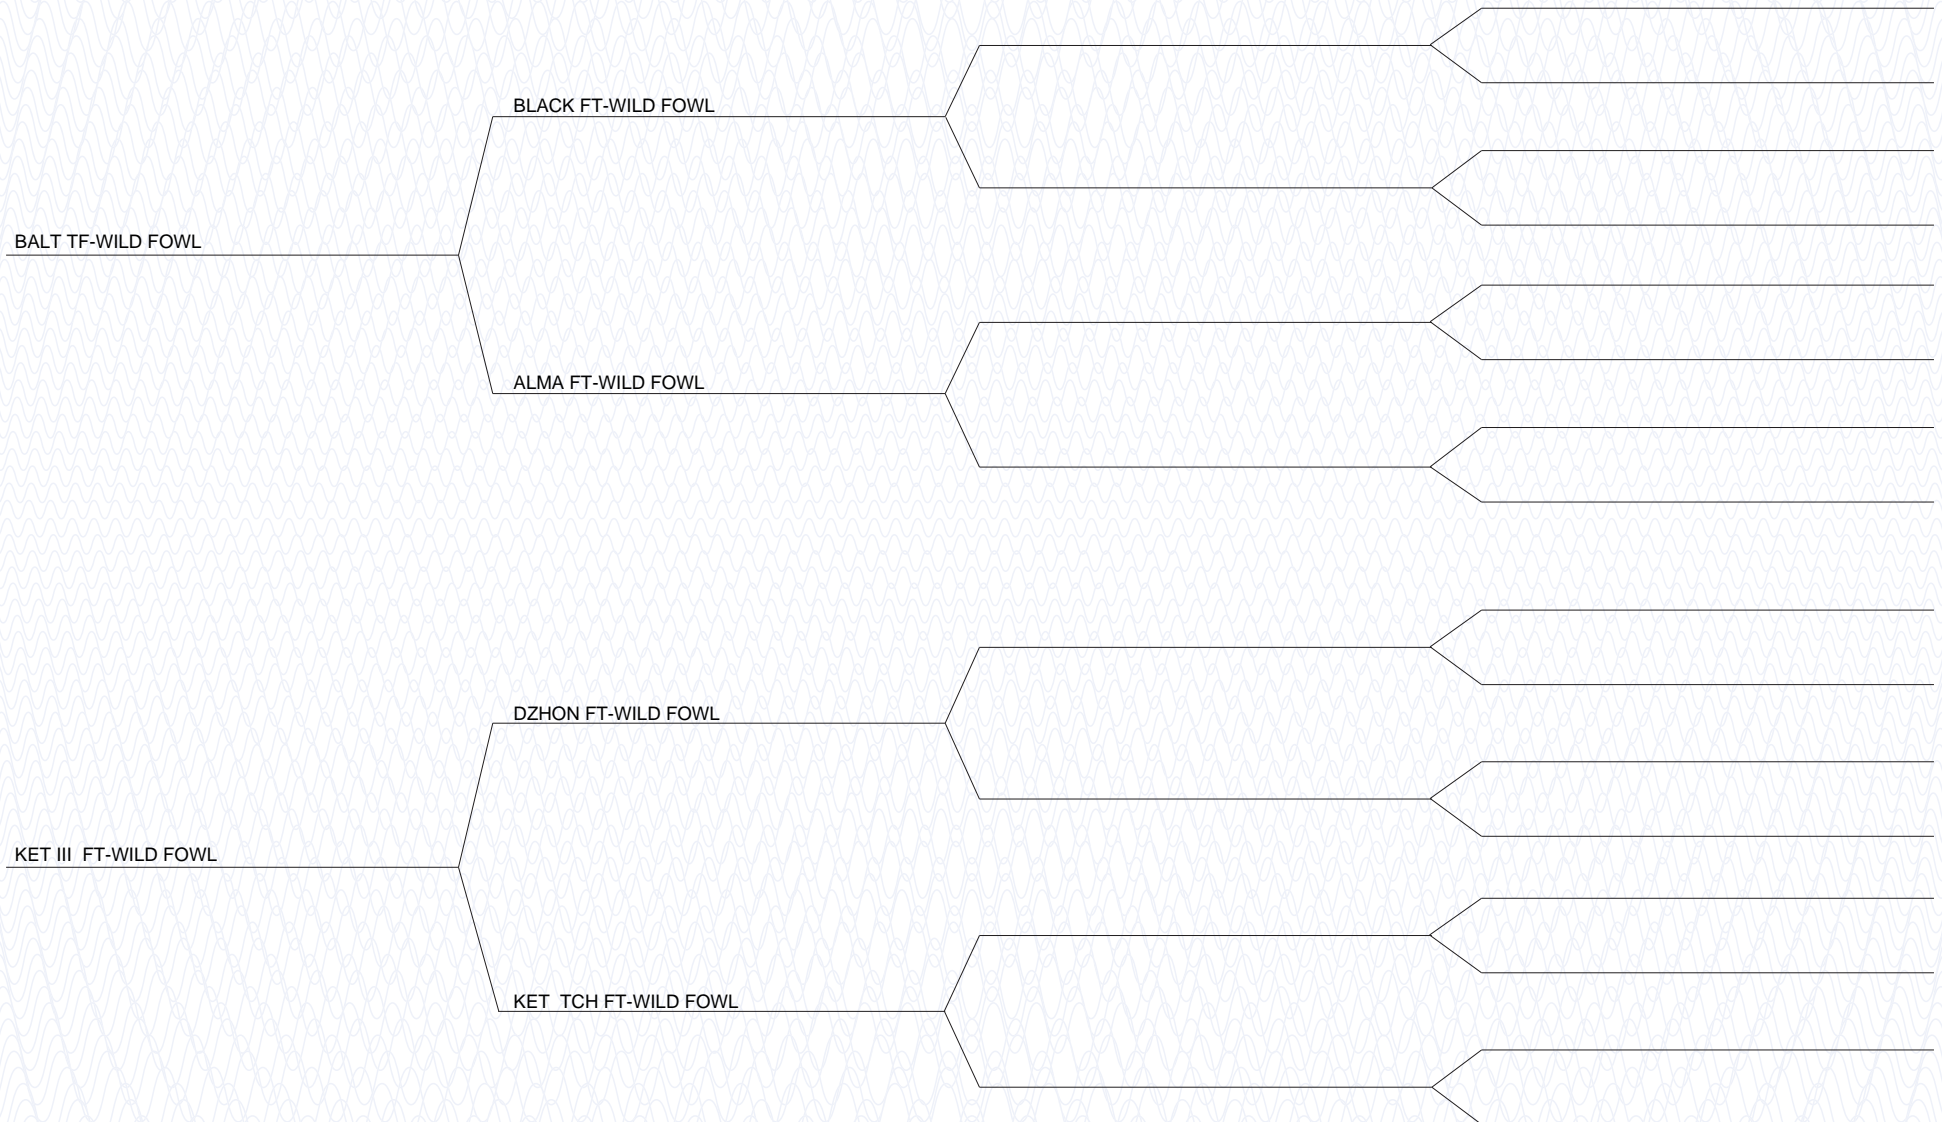 BLACK FT-WILD FOWL
BALT TF-WILD FOWL
ALMA FT-WILD FOWL
DZHON FT-WILD FOWL
KET III  FT-WILD FOWL
KET  TCH FT-WILD FOWL